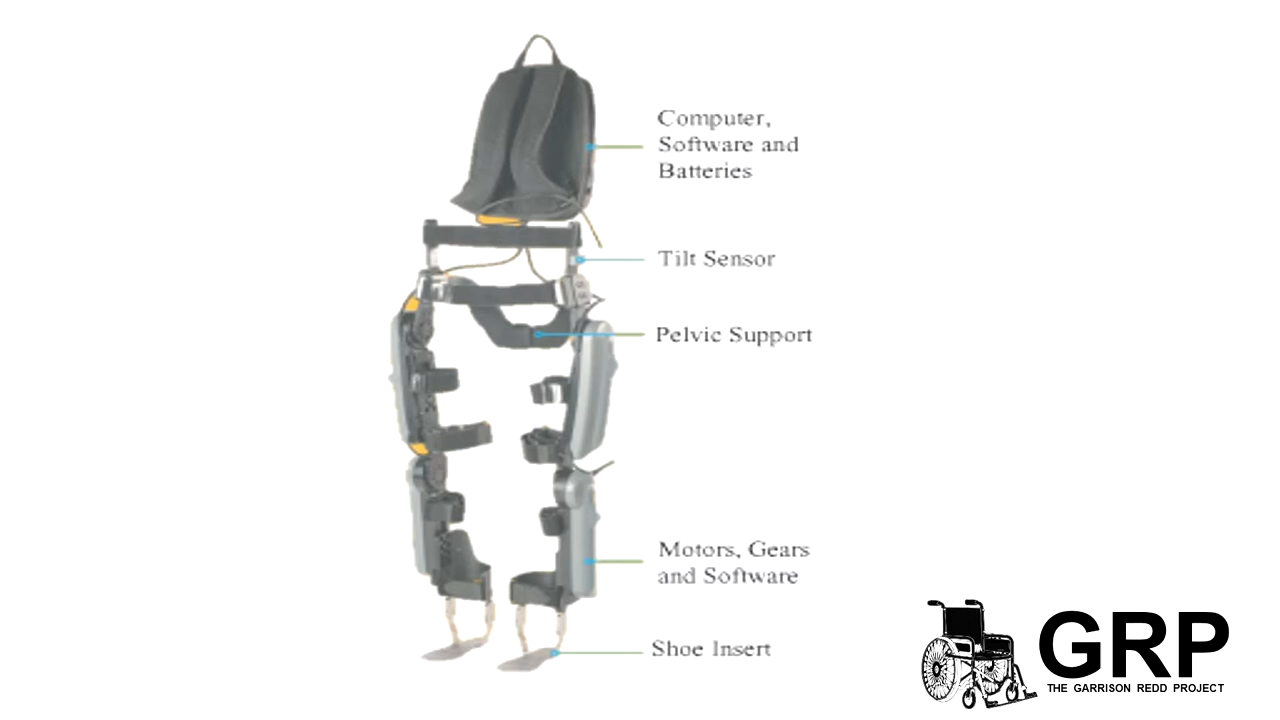 Computer,
Software and
Batteries
Tilt Sensor
Pelvic Support
Motors, Gears
and Software
Shoe Insert
GRP
THE GARRISON REDD PROJECT